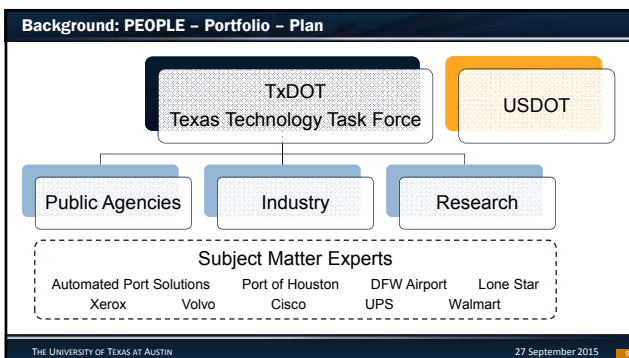 Background: PEOPLE – Portfolio – Plan
TxDOT
Texas Technology Task Force
USDOT
Public Agencies
Industry
Research
Subject Matter Experts
Automated Port Solutions Port of Houston DFW Airport Lone Star
Xerox Volvo Cisco UPS Walmart
THE UNIVERSITY OF TEXAS AT AUSTIN
27 September 2015